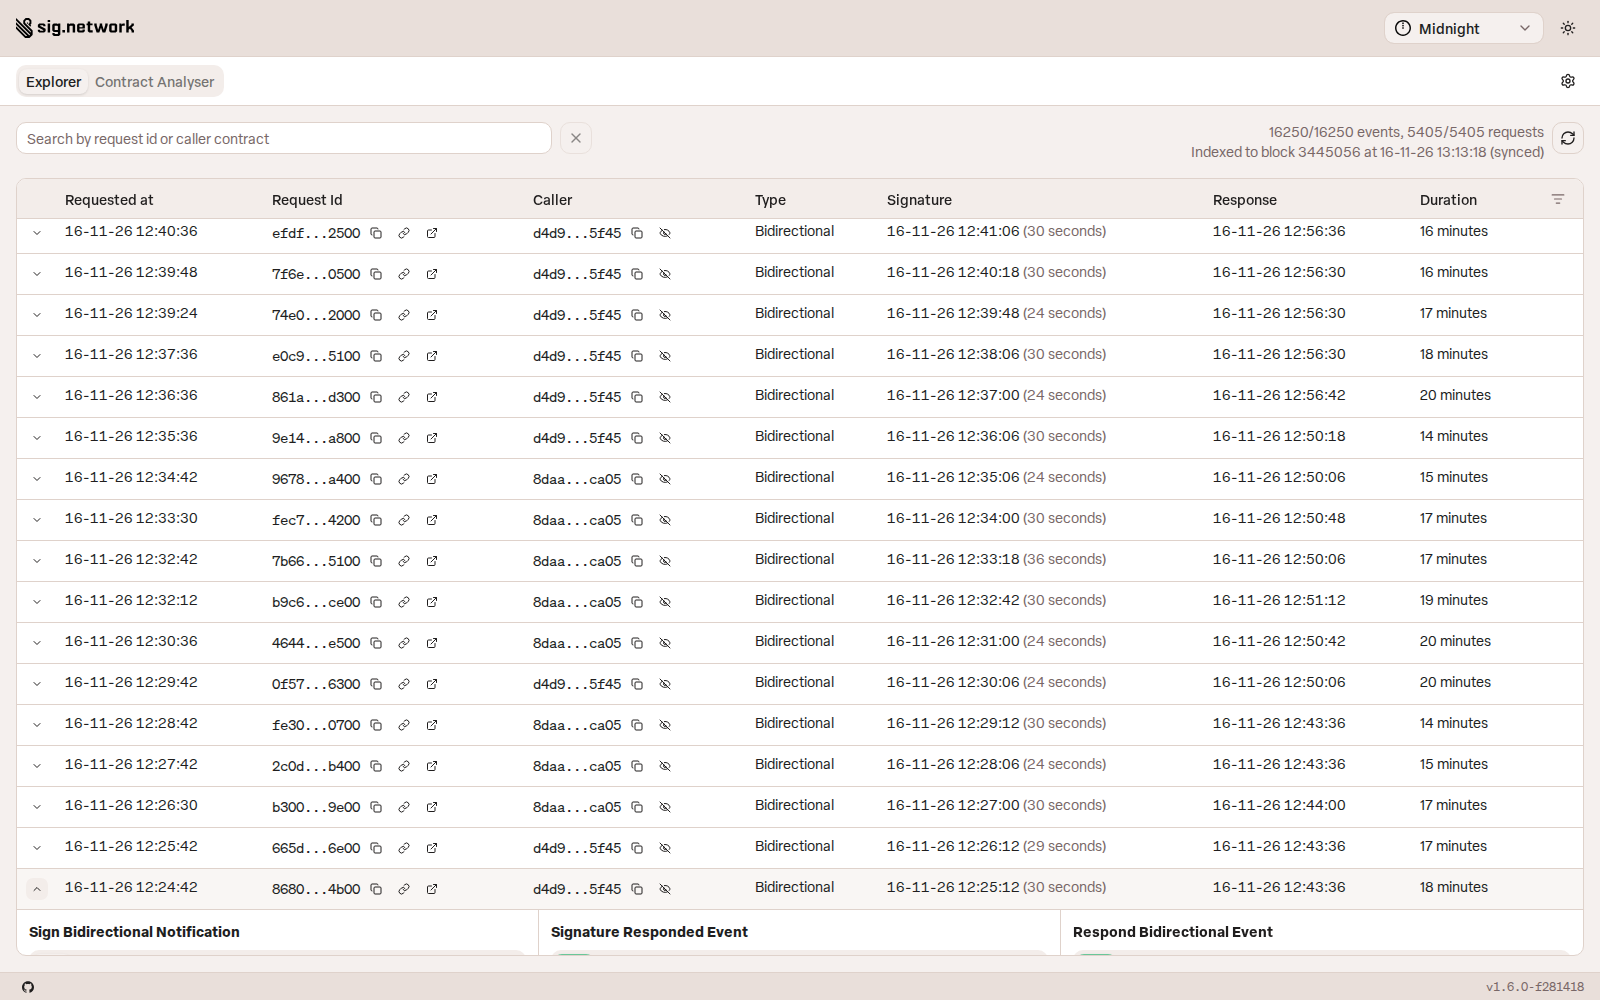 sig.network
Midnight
Explorer Contract Analyser
Search by request id or caller contract
16250/16250 events, 5405/5405 requests
Indexed to block 3445056 at 16-11-26 13:13:18 (synced)
Requested at Request Id Caller Type Signature Response Duration
16-11-26 12:40:36 efdf...2500 d4d9...5f45 Bidirectional 16-11-26 12:41:06 (30 seconds) 16-11-26 12:56:36 16 minutes
16-11-26 12:39:48 7f6e...0500 d4d9...5f45 Bidirectional 16-11-26 12:40:18 (30 seconds) 16-11-26 12:56:30 16 minutes
16-11-26 12:39:24 74e0...2000 d4d9...5f45 Bidirectional 16-11-26 12:39:48 (24 seconds) 16-11-26 12:56:30 17 minutes
16-11-26 12:37:36 e0c9...5100 d4d9...5f45 Bidirectional 16-11-26 12:38:06 (30 seconds) 16-11-26 12:56:30 18 minutes
16-11-26 12:36:36 861a...d300 d4d9...5f45 Bidirectional 16-11-26 12:37:00 (24 seconds) 16-11-26 12:56:42 20 minutes
16-11-26 12:35:36 9e14...a800 d4d9...5f45 Bidirectional 16-11-26 12:36:06 (30 seconds) 16-11-26 12:50:18 14 minutes
16-11-26 12:34:42 9678...a400 8daa...ca05 Bidirectional 16-11-26 12:35:06 (24 seconds) 16-11-26 12:50:06 15 minutes
16-11-26 12:33:30 fec7...4200 8daa...ca05 Bidirectional 16-11-26 12:34:00 (30 seconds) 16-11-26 12:50:48 17 minutes
16-11-26 12:32:42 7b66...5100 8daa...ca05 Bidirectional 16-11-26 12:33:18 (36 seconds) 16-11-26 12:50:06 17 minutes
16-11-26 12:32:12 b9c6...ce00 8daa...ca05 Bidirectional 16-11-26 12:32:42 (30 seconds) 16-11-26 12:51:12 19 minutes
16-11-26 12:30:36 4644...e500 8daa...ca05 Bidirectional 16-11-26 12:31:00 (24 seconds) 16-11-26 12:50:42 20 minutes
16-11-26 12:29:42 0f57...6300 d4d9...5f45 Bidirectional 16-11-26 12:30:06 (24 seconds) 16-11-26 12:50:06 20 minutes
16-11-26 12:28:42 fe30...0700 8daa...ca05 Bidirectional 16-11-26 12:29:12 (30 seconds) 16-11-26 12:43:36 14 minutes
16-11-26 12:27:42 2c0d...b400 8daa...ca05 Bidirectional 16-11-26 12:28:06 (24 seconds) 16-11-26 12:43:36 15 minutes
16-11-26 12:26:30 b300...9e00 8daa...ca05 Bidirectional 16-11-26 12:27:00 (30 seconds) 16-11-26 12:44:00 17 minutes
16-11-26 12:25:42 665d...6e00 d4d9...5f45 Bidirectional 16-11-26 12:26:12 (29 seconds) 16-11-26 12:43:36 17 minutes
16-11-26 12:24:42 8680...4b00 d4d9...5f45 Bidirectional 16-11-26 12:25:12 (30 seconds) 16-11-26 12:43:36 18 minutes
Sign Bidirectional Notification Signature Responded Event Respond Bidirectional Event
v1.6.0-f281418